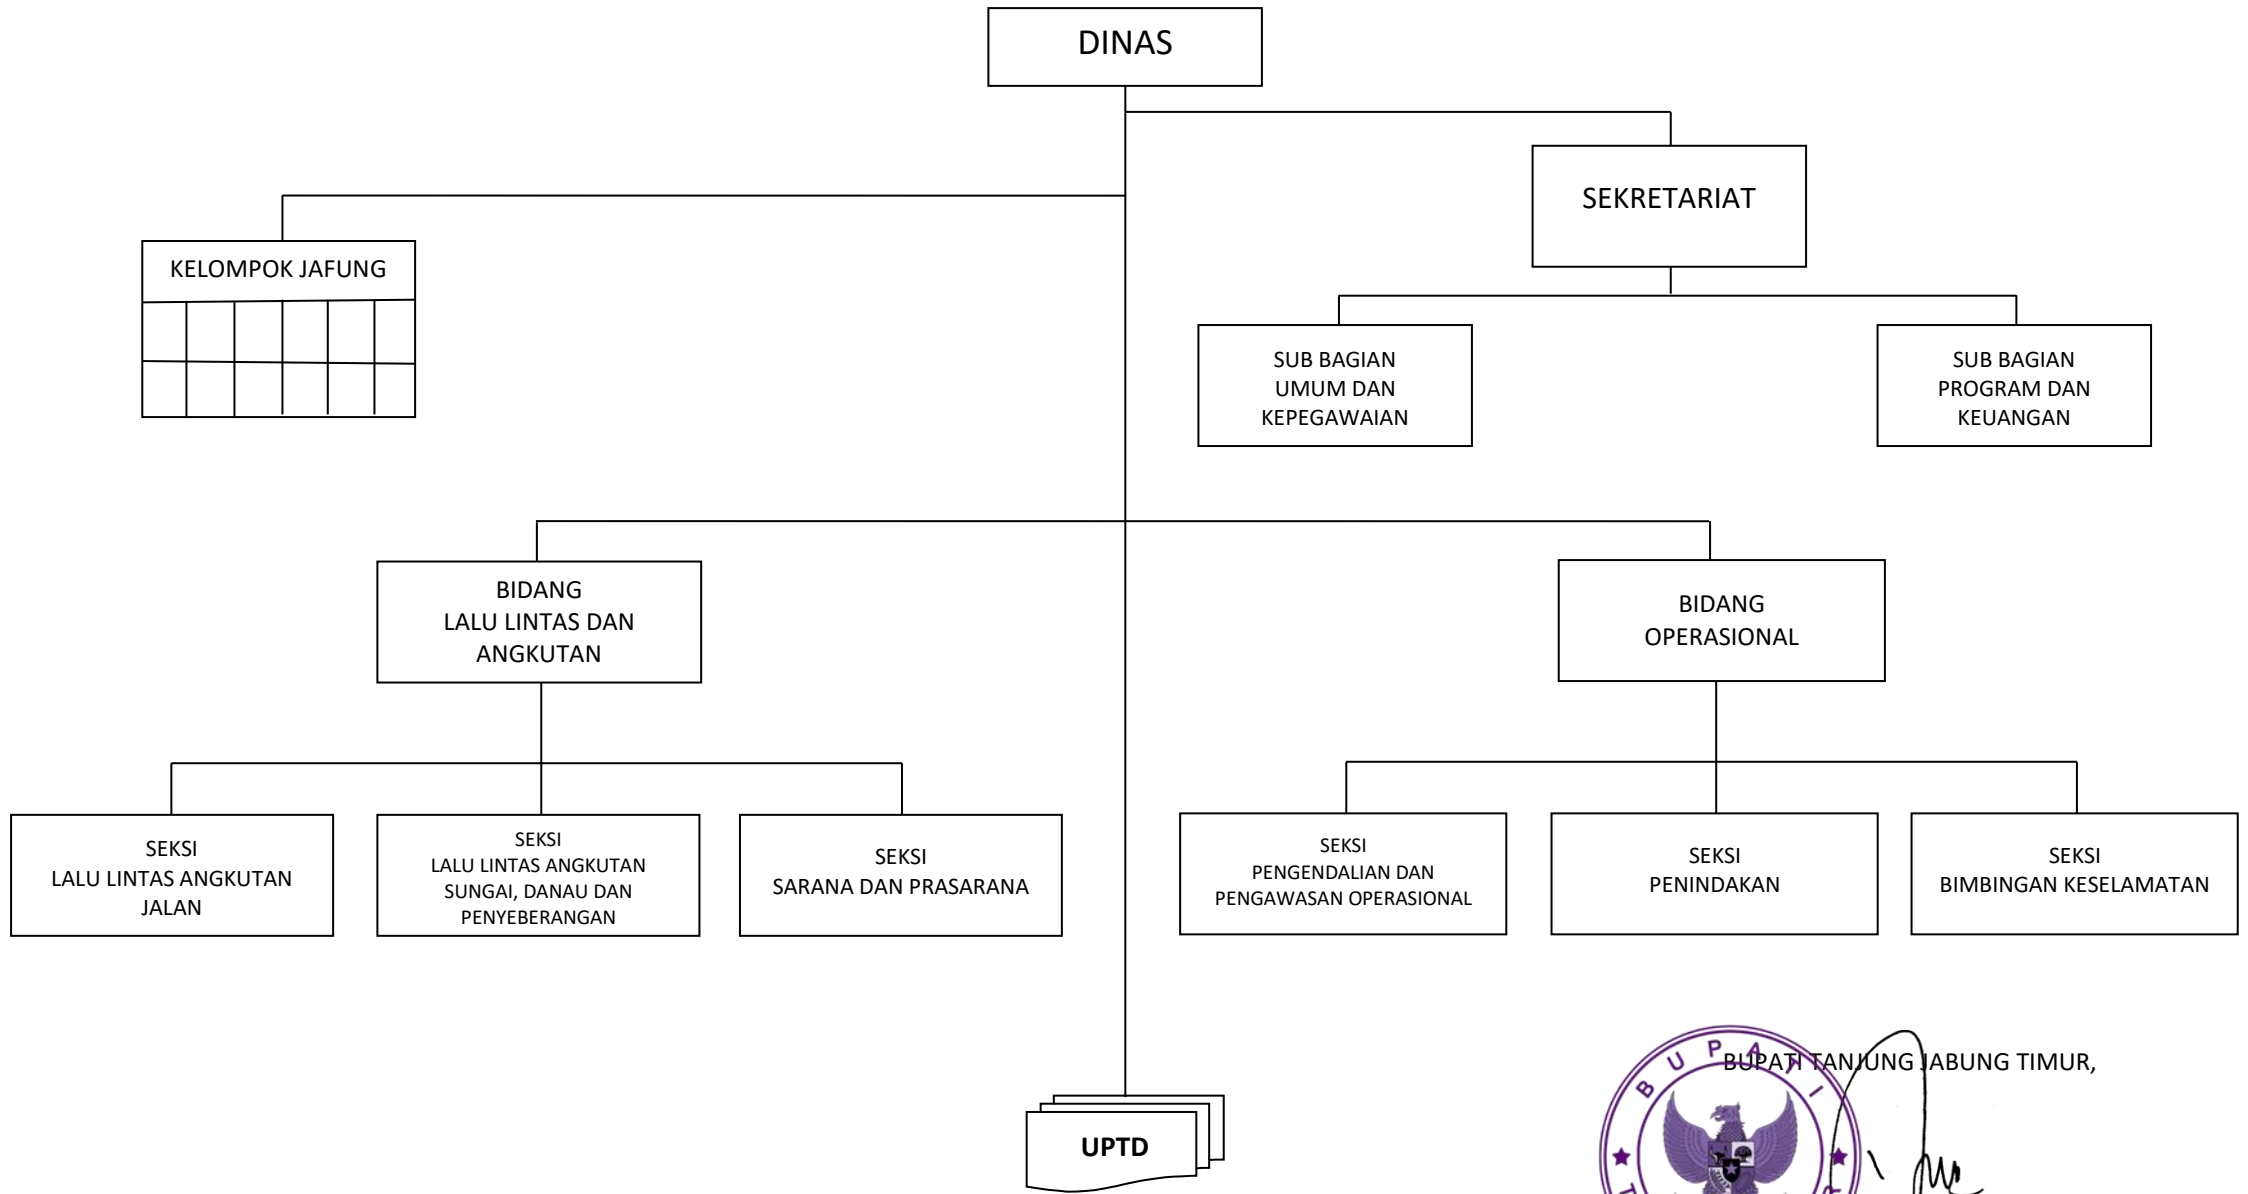 DINAS
SEKRETARIAT
KELOMPOK JAFUNG
SUB BAGIAN
UMUM DAN
KEPEGAWAIAN
SUB BAGIAN
PROGRAM DAN
KEUANGAN
BIDANG
LALU LINTAS DAN
ANGKUTAN
BIDANG
OPERASIONAL
SEKSI
LALU LINTAS ANGKUTAN
JALAN
SEKSI
LALU LINTAS ANGKUTAN
SUNGAI, DANAU DAN
PENYEBERANGAN
SEKSI
SARANA DAN PRASARANA
SEKSI
PENGENDALIAN DAN
PENGAWASAN OPERASIONAL
SEKSI
PENINDAKAN
SEKSI
BIMBINGAN KESELAMATAN
UPTD
BUPATI TANJUNG JABUNG TIMUR,
BUPATI